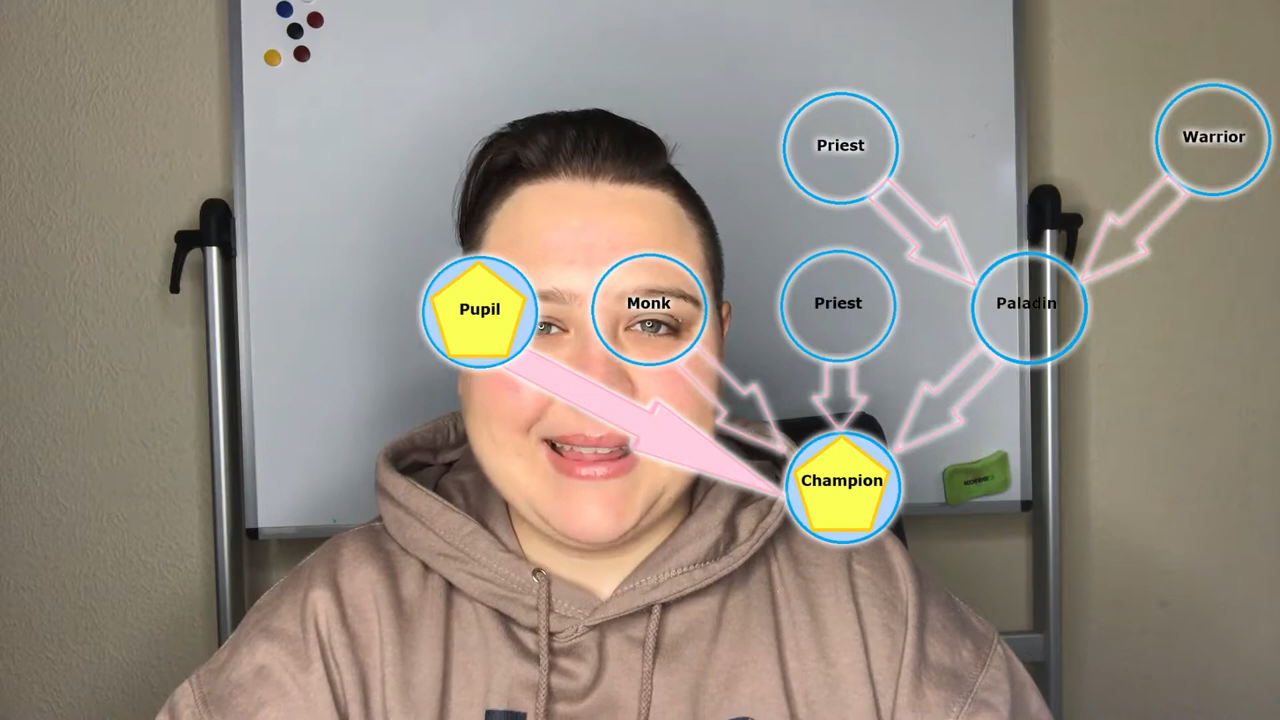 Priest
Warrior
Pupil
Monk
Priest
Paladin
Champion